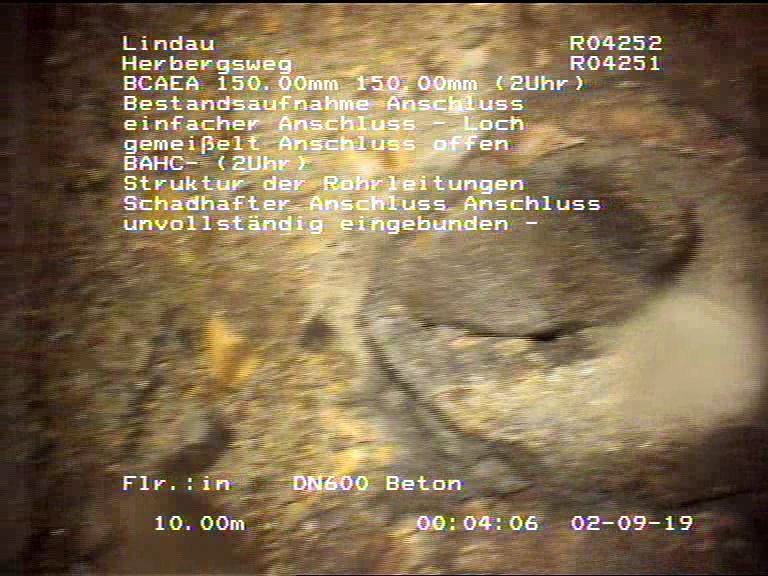 Lindau R04252
Herbergsweg R04251
BCAEA 150.00mm 150.00mm (2Uhr)
Bestandsaufnahme Anschluss
einfacher Anschluss - Loch
gemeißelt Anschluss offen
BAHC- (2Uhr)
Struktur der Rohrleitungen
Schadhafter Anschluss Anschluss
unvollständig eingebunden -
Flr.:in DN600 Beton
10.00m 00:04:06 02-09-19